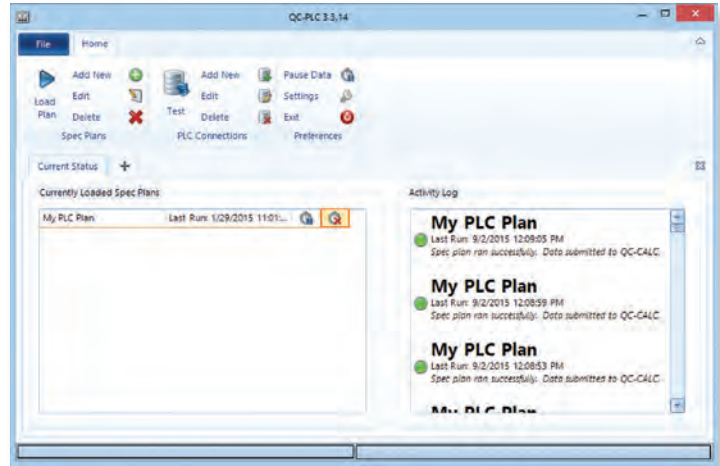 QC-PLC 3.3.14
File Home
Load Plan
Add New
Edit
Delete
Spec Plans
Test
Add New
Edit
Delete
PLC Connections
Pause Data
Settings
Exit
Preferences
Current Status
Currently Loaded Spec Plans
My PLC Plan Last Run: 1/29/2015 11:01:...
Activity Log
My PLC Plan
Last Run: 9/2/2015 12:09:05 PM
Spec plan ran successfully. Data submitted to QC-CALC
My PLC Plan
Last Run: 9/2/2015 12:08:59 PM
Spec plan ran successfully. Data submitted to QC-CALC
My PLC Plan
Last Run: 9/2/2015 12:08:53 PM
Spec plan ran successfully. Data submitted to QC-CALC
My PLC Plan